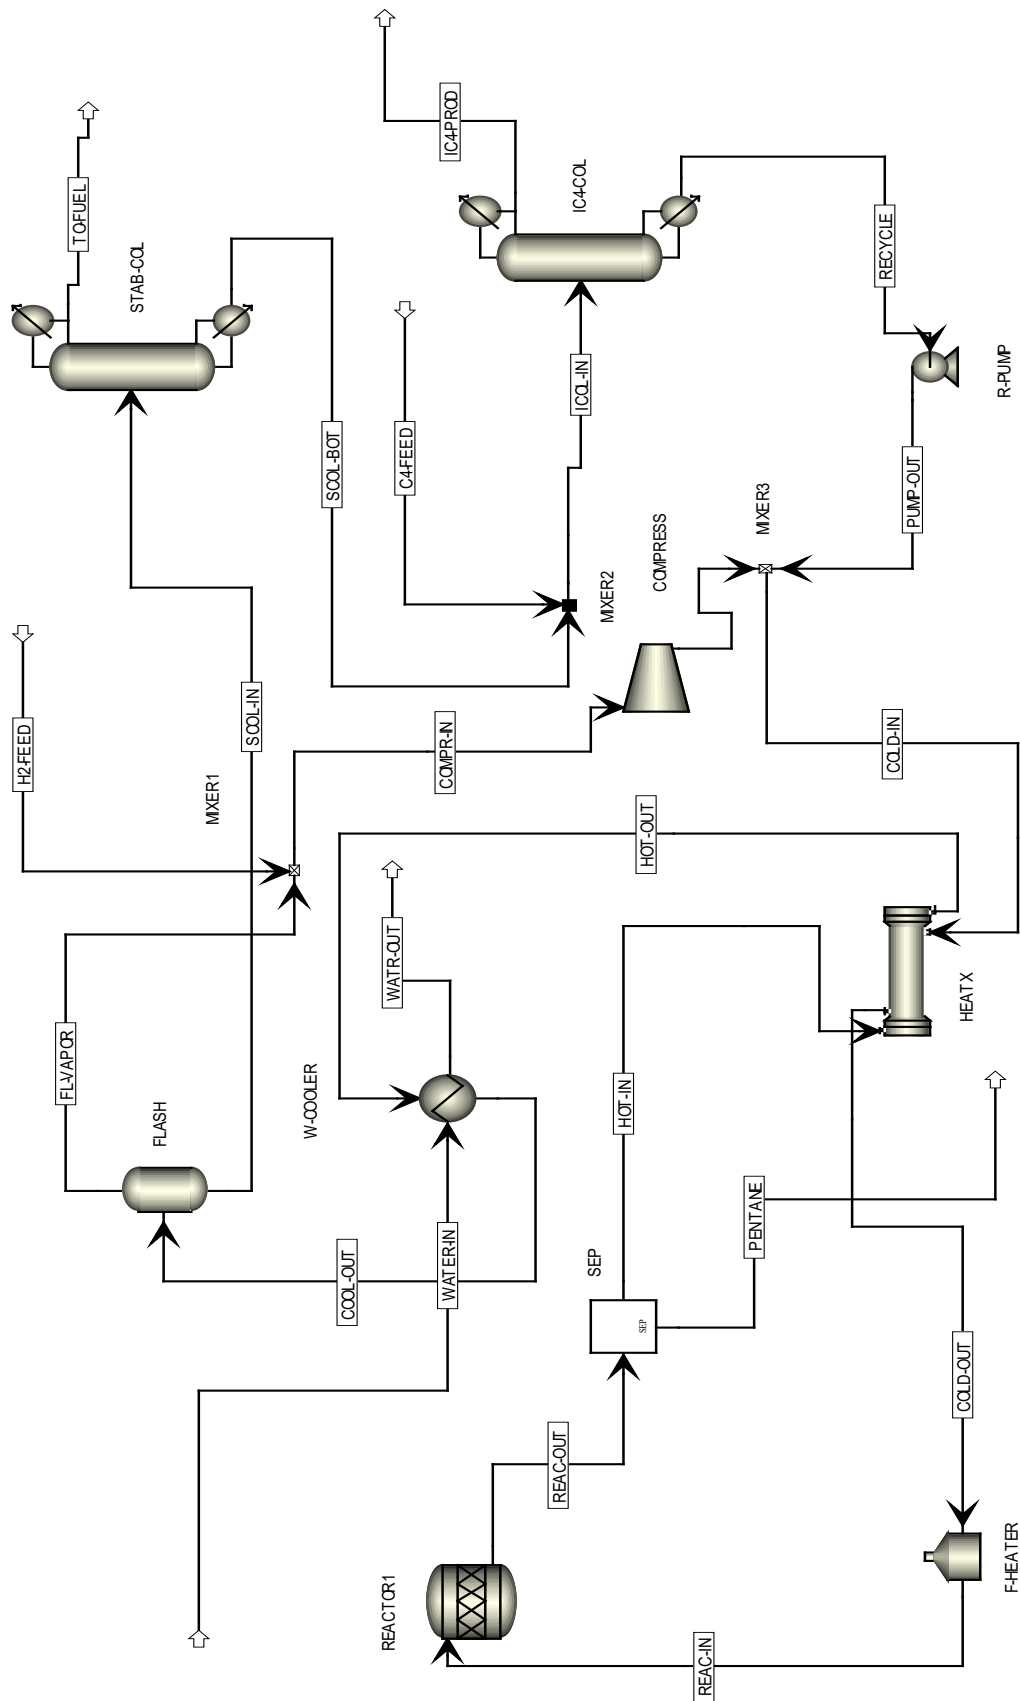 H2-FEED
FL-VAPOR
TO-FUEL
STAB-COL
FLASH
MIXER1
SCOL-IN
W-COOLER
SCOL-BOT
COOL-OUT
REACTOR1
WATR-OUT
C4-FEED
WATER-IN
COMPR-IN
IC4-PROD
REAC-OUT
IC4-COL
ICOL-IN
SEP
MIXER2
HOT-IN
SEP
HOT-OUT
COMPRESS
REAC-IN
PENTANE
MIXER3
RECYCLE
COLD-IN
PUMP-OUT
COLD-OUT
HEATX
R-PUMP
F-HEATER